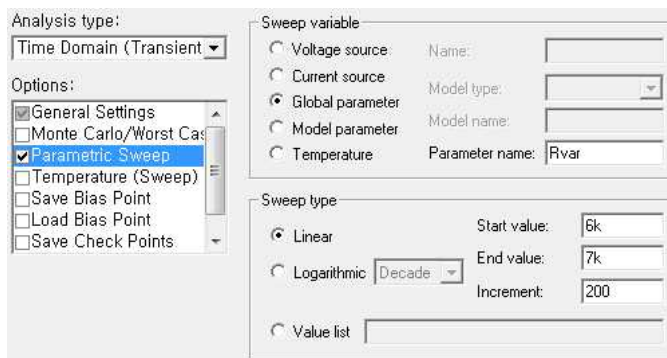 Analysis type:
Time Domain (Transient
Options:
General Settings
Monte Carlo/Worst Cas
Parametric Sweep
Temperature (Sweep)
Save Bias Point
Load Bias Point
Save Check Points
Sweep variable
Voltage source
Current source
Global parameter
Model parameter
Temperature
Name:
Model type:
Model name:
Parameter name: Rvar
Sweep type
Linear
Logarithmic Decade
Value list
Start value: 6k
End value: 7k
Increment: 200